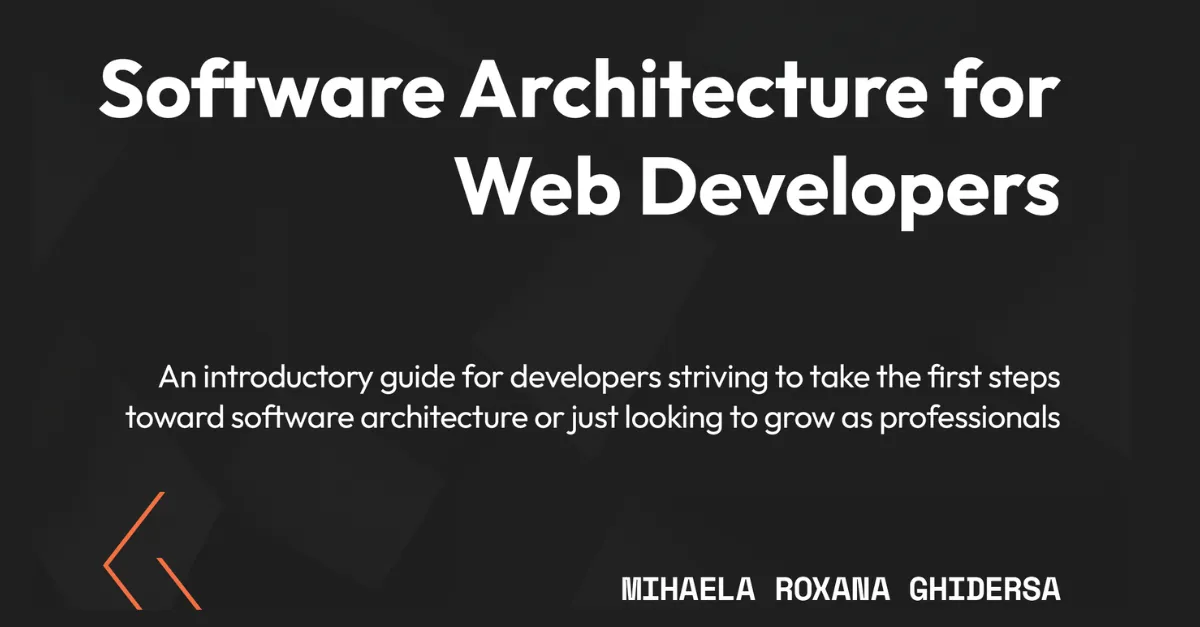 Software Architecture for
Web Developers
An introductory guide for developers striving to take the first steps
toward software architecture or just looking to grow as professionals
MIHAELA ROXANA GHIDERSA